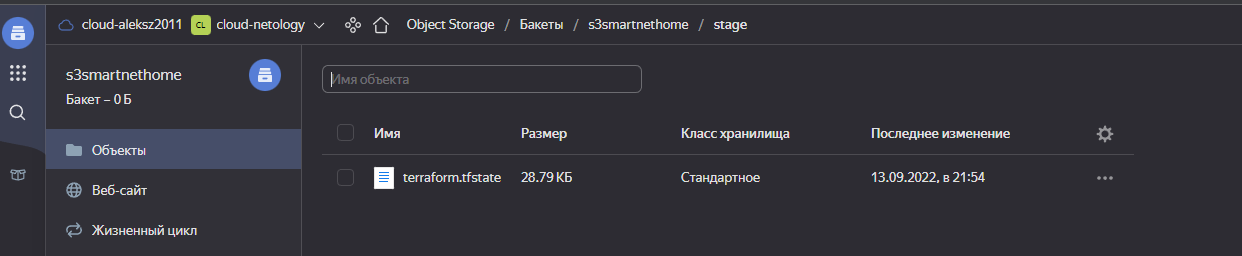 cloud-aleksz2011 CL cloud-netology Object Storage / Бакеты / s3smartnethome / stage
s3smartnethome
Бакет – 0 Б
Объекты
Веб-сайт
Жизненный цикл
Имя объекта
Имя Размер Класс хранилища Последнее изменение
terraform.tfstate 28.79 КБ Стандартное 13.09.2022, в 21:54